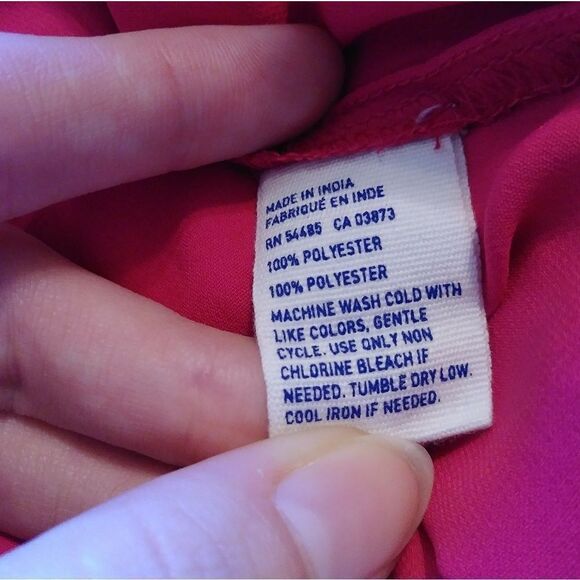 MADE IN INDIA
FABRIQUÉ EN INDE
RN 54485 CA 03873
100% POLYESTER
100% POLYESTER
MACHINE WASH COLD WITH
LIKE COLORS, GENTLE
CYCLE. USE ONLY NON
CHLORINE BLEACH IF
NEEDED. TUMBLE DRY LOW.
COOL IRON IF NEEDED.